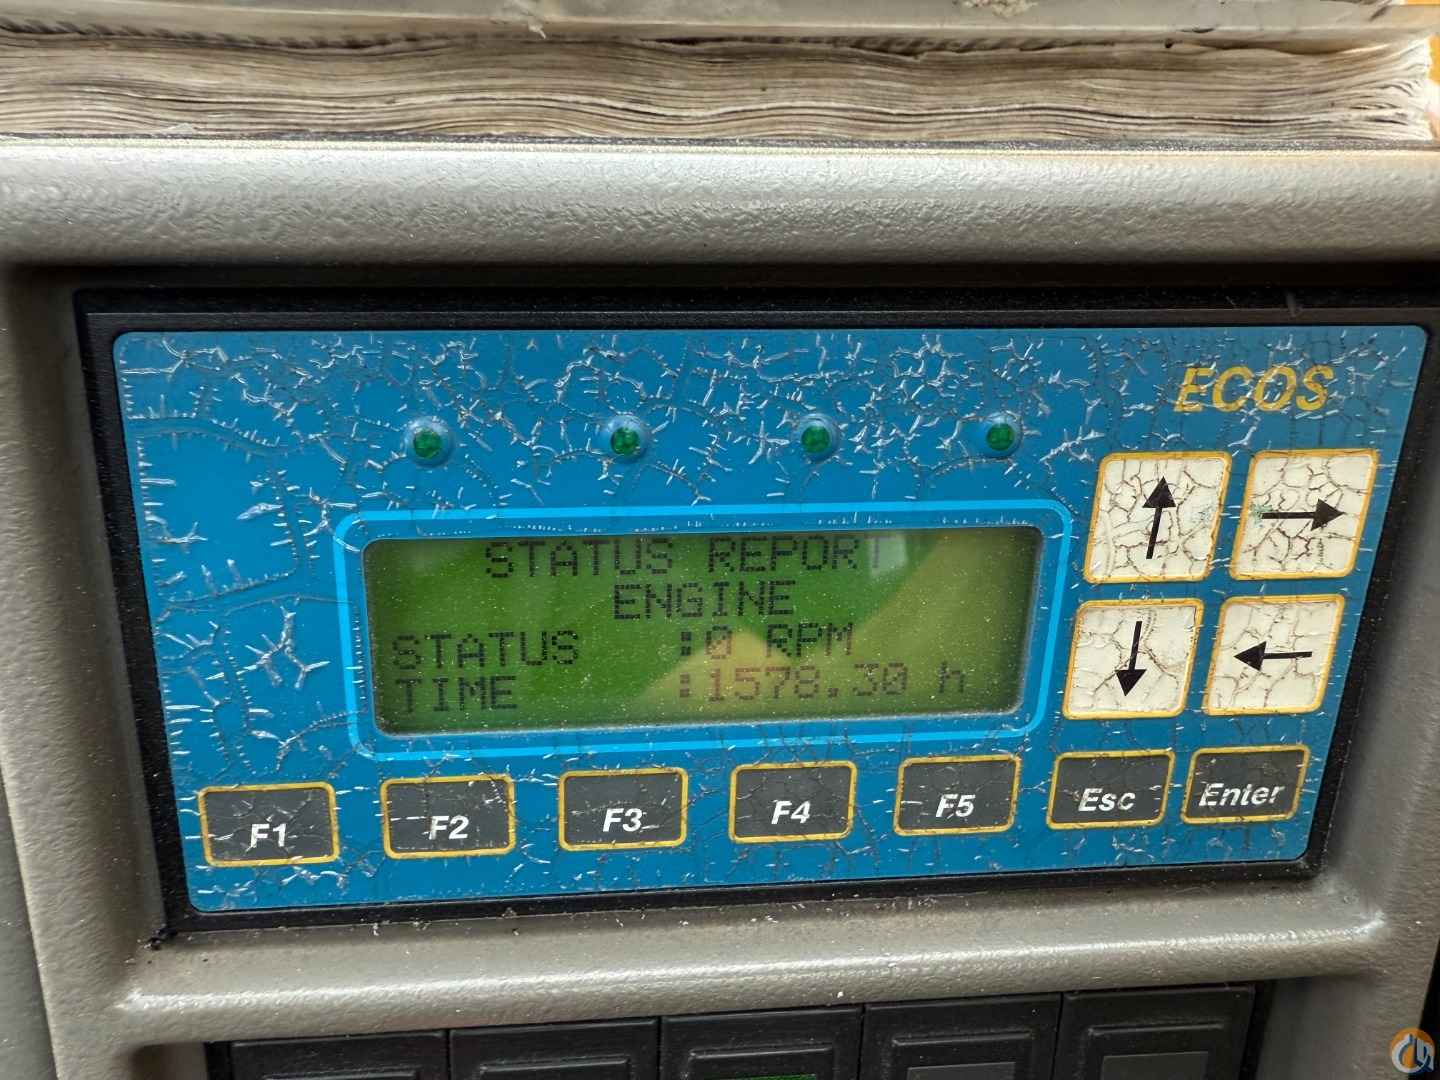 ECOS
STATUS REPORT
ENGINE
STATUS :0 RPM
TIME :1578.30 h
F1 F2 F3 F4 F5 Esc Enter